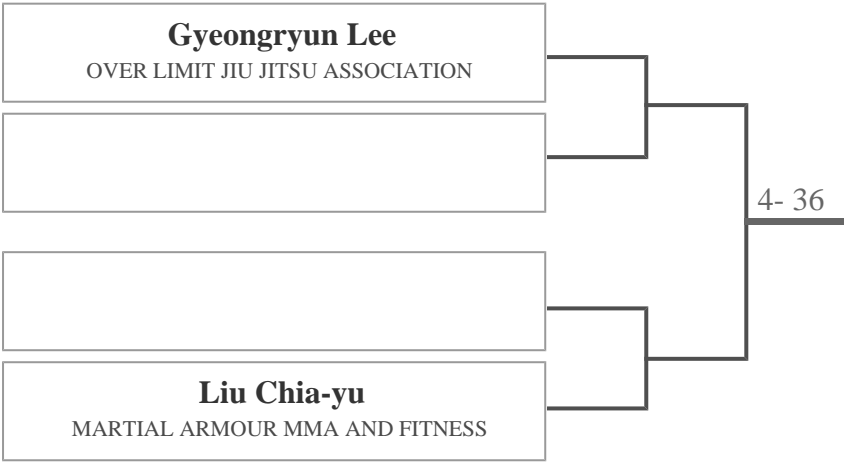 Gyeongryun Lee
OVER LIMIT JIU JITSU ASSOCIATION
4- 36
Liu Chia-yu
MARTIAL ARMOUR MMA AND FITNESS